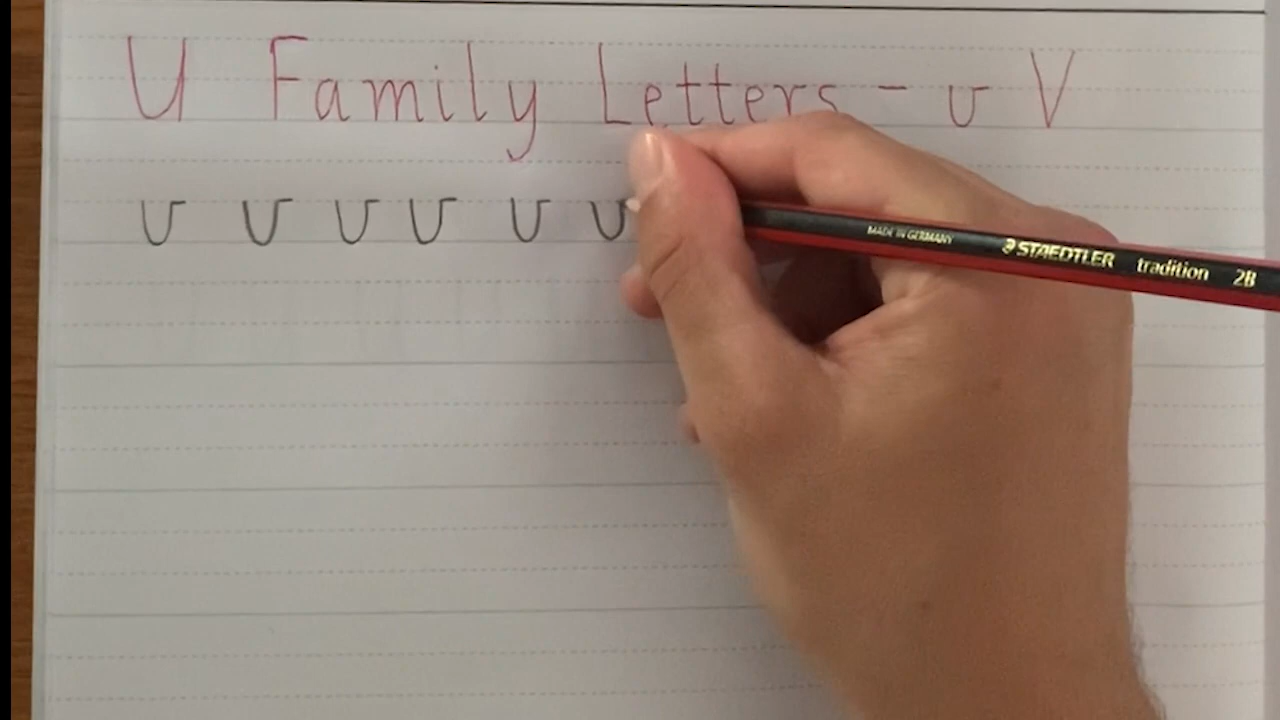 U Family Letters - v V
v v v v v v
MADE IN GERMANY STAEDTLER tradition 2B